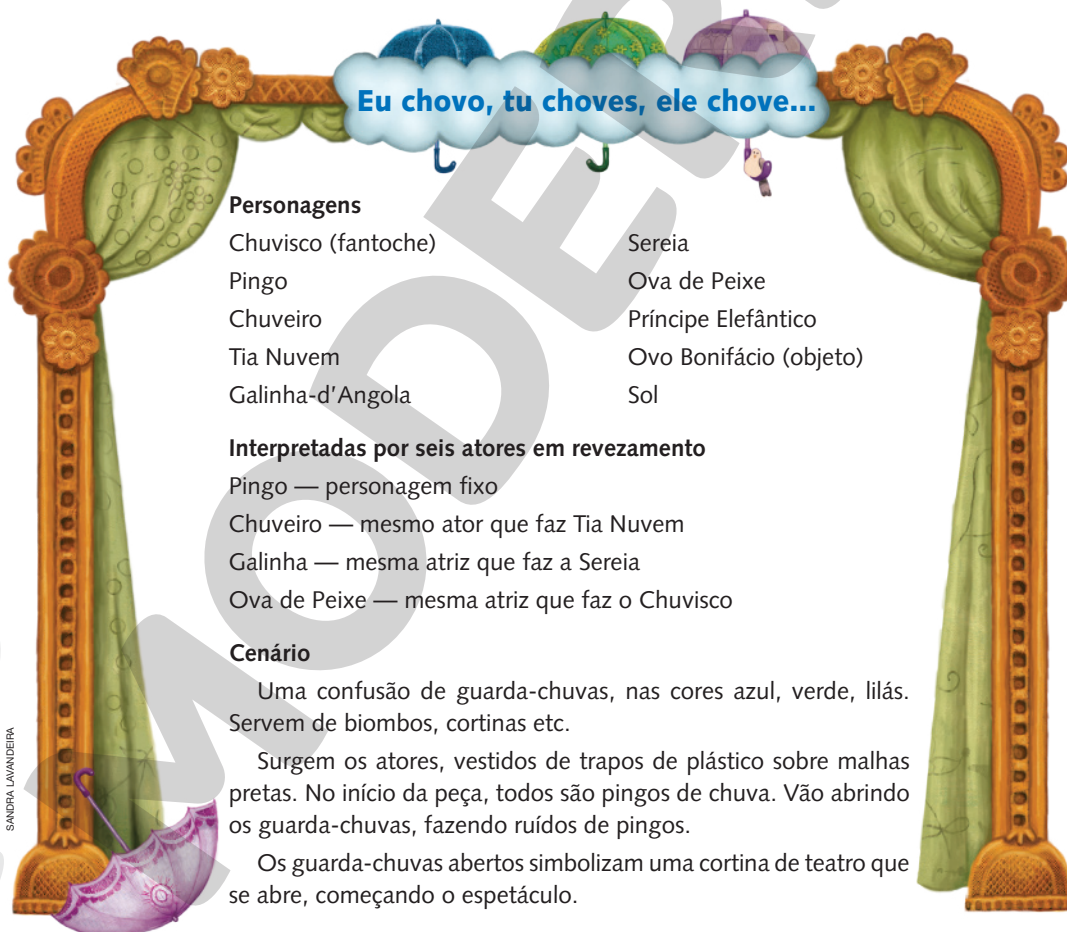 Eu chovo, tu choves, ele chove...
Personagens
Chuvisco (fantoche)
Pingo
Chuveiro
Tia Nuvem
Galinha-d'Angola
Sereia
Ova de Peixe
Príncipe Elefântico
Ovo Bonifácio (objeto)
Sol
Interpretadas por seis atores em revezamento
Pingo — personagem fixo
Chuveiro — mesmo ator que faz Tia Nuvem
Galinha — mesma atriz que faz a Sereia
Ova de Peixe — mesma atriz que faz o Chuvisco
Cenário
Uma confusão de guarda-chuvas, nas cores azul, verde, lilás.
Servem de biombos, cortinas etc.
Surgem os atores, vestidos de trapos de plástico sobre malhas
pretas. No início da peça, todos são pingos de chuva. Vão abrindo
os guarda-chuvas, fazendo ruídos de pingos.
Os guarda-chuvas abertos simbolizam uma cortina de teatro que
se abre, começando o espetáculo.
SANDRA LAVANDEIRA
MODER